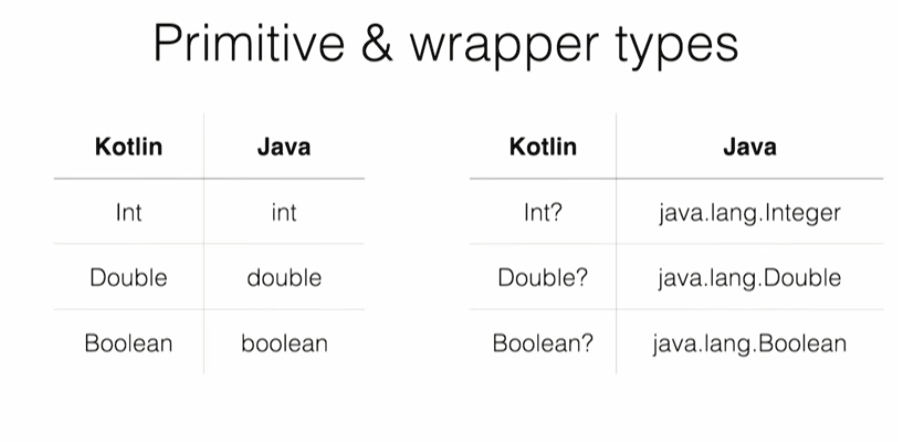 Primitive & wrapper types
Kotlin Java
Int int
Double double
Boolean boolean
Kotlin Java
Int? java.lang.Integer
Double? java.lang.Double
Boolean? java.lang.Boolean